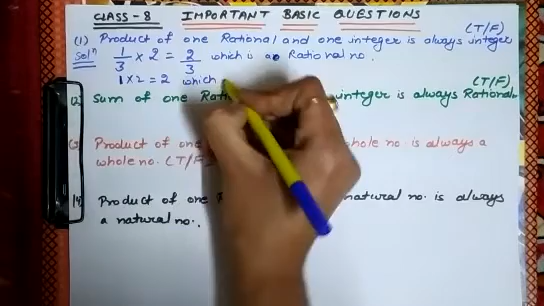 CLASS-8 IMPORTANT BASIC QUESTIONS
(T/F)
(1) Product of one Rational and one integer is always integer
Solⁿ 1/3 × 2 = 2/3 which is a Rational no.
1×2 = 2 which
(T/F)
(2) Sum of one integer is always Rational
(3) Product of one whole no. is always a
whole no. (T/F)
(4) Product of one natural no. is always
a natural no.